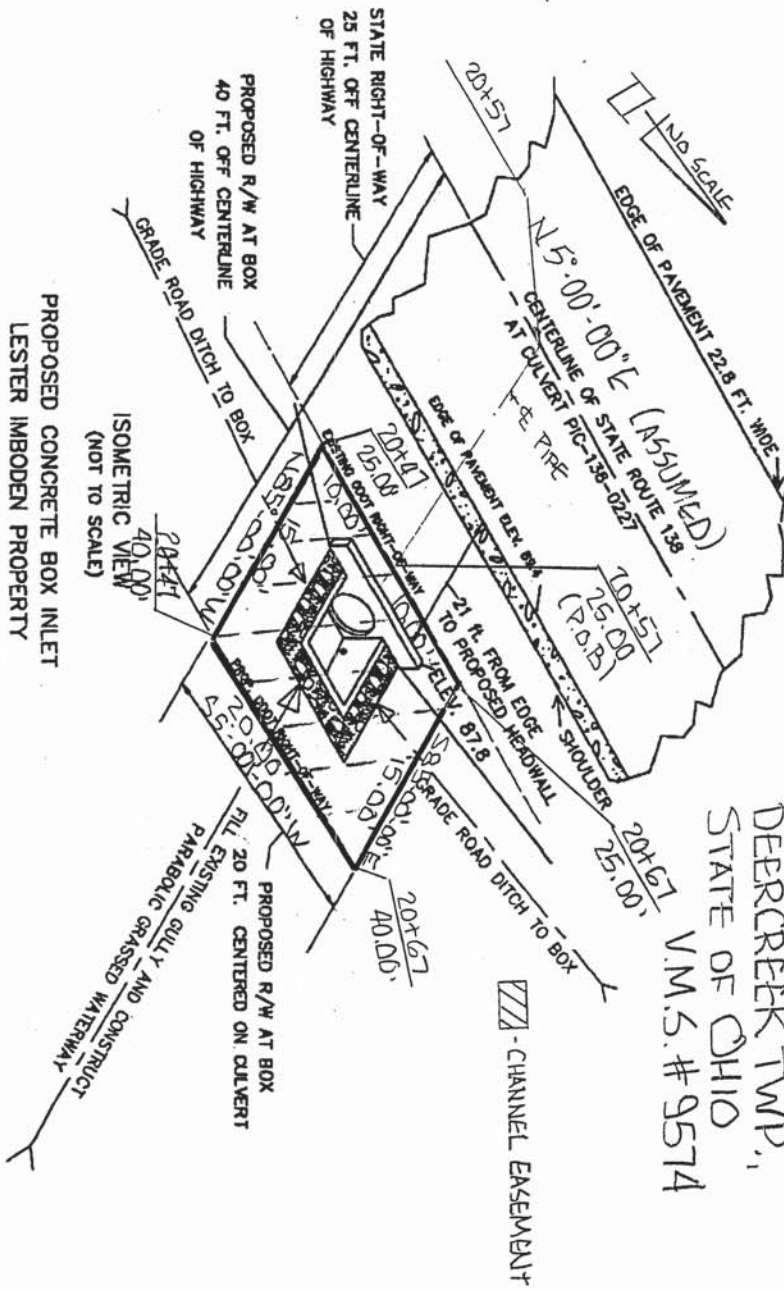 DEERCREEK TWP.,
STATE OF OHIO
V.M.S. # 9574
NO SCALE
EDGE OF PAVEMENT 22.8 FT. WIDE
N 5°-00'-00" E (ASSUMED)
CENTERLINE OF STATE ROUTE 138
AT CULVERT PIC-138-0227
℄ PIPE
20+57
STATE RIGHT-OF-WAY
25 FT. OFF CENTERLINE
OF HIGHWAY
PROPOSED R/W AT BOX
40 FT. OFF CENTERLINE
OF HIGHWAY
GRADE ROAD DITCH TO BOX
EDGE OF PAVEMENT ELEV. 89.4
SHOULDER
20+57
25.00
(P.O.B)
21 ft. FROM EDGE
TO PROPOSED HEADWALL
20+47
25.00'
EXISTING ODOT RIGHT-OF-WAY
10.00'
10.00'
ELEV. 87.8
20+67
25.00'
GRADE ROAD DITCH TO BOX
15.00'
20.00
PROP. ODOT RIGHT-OF-WAY
S5°-00'-00" W
20+47
40.00'
20+67
40.00'
PROPOSED R/W AT BOX
20 FT. CENTERED ON CULVERT
FILL EXISTING GULLY AND CONSTRUCT
PARABOLIC GRASSED WATERWAY
- CHANNEL EASEMENT
ISOMETRIC VIEW
(NOT TO SCALE)
PROPOSED CONCRETE BOX INLET
LESTER IMBODEN PROPERTY